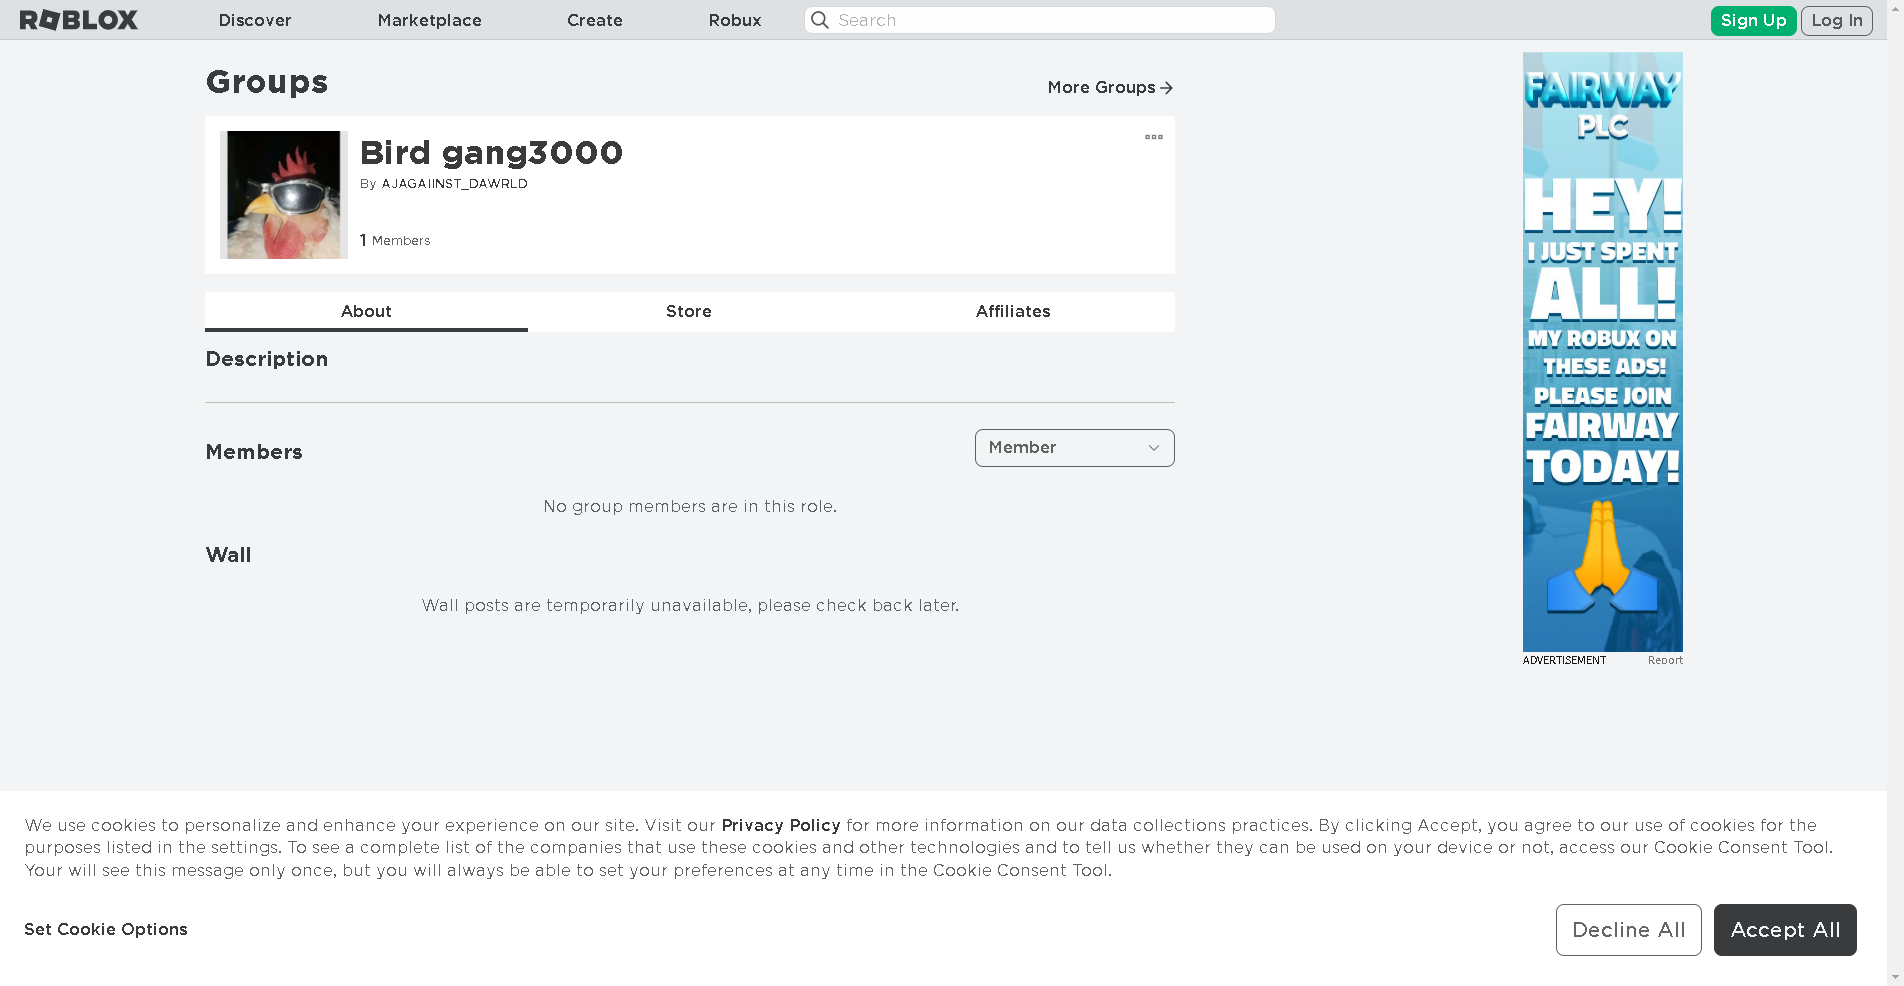 ROBLOX
Discover
Marketplace
Create
Robux
Search
Sign Up
Log In
Groups
More Groups
Bird gang3000
By AJAGAIINST_DAWRLD
1 Members
About
Store
Affiliates
Description
Members
Member
No group members are in this role.
Wall
Wall posts are temporarily unavailable, please check back later.
FAIRWAY
PLC
HEY!
I JUST SPENT
ALL!
MY ROBUX ON
THESE ADS!
PLEASE JOIN
FAIRWAY
TODAY!
ADVERTISEMENT
Report
We use cookies to personalize and enhance your experience on our site. Visit our Privacy Policy for more information on our data collections practices. By clicking Accept, you agree to our use of cookies for the
purposes listed in the settings. To see a complete list of the companies that use these cookies and other technologies and to tell us whether they can be used on your device or not, access our Cookie Consent Tool.
Your will see this message only once, but you will always be able to set your preferences at any time in the Cookie Consent Tool.
Set Cookie Options
Decline All
Accept All